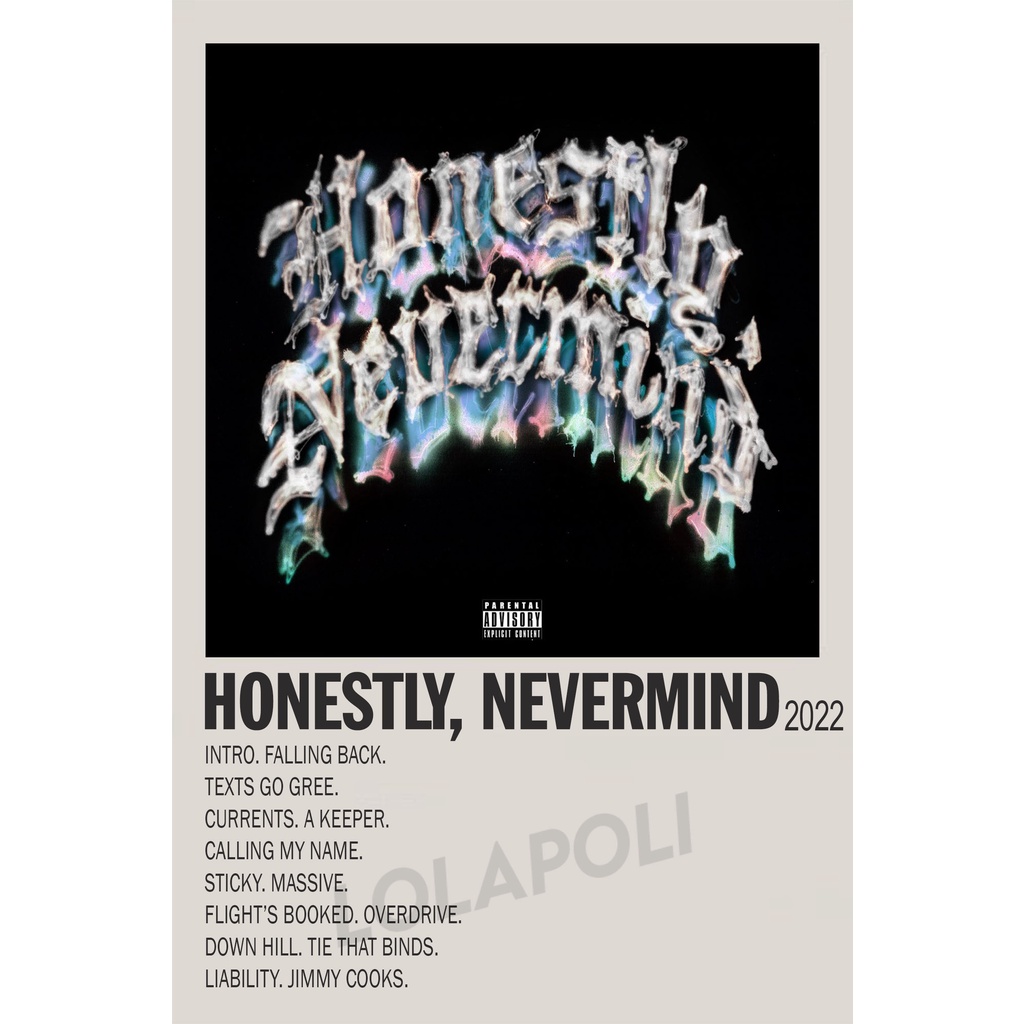 Honestly
Nevermind
PARENTAL
ADVISORY
EXPLICIT CONTENT
HONESTLY, NEVERMIND 2022
INTRO. FALLING BACK.
TEXTS GO GREE.
CURRENTS. A KEEPER.
CALLING MY NAME.
STICKY. MASSIVE.
FLIGHT’S BOOKED. OVERDRIVE.
DOWN HILL. TIE THAT BINDS.
LIABILITY. JIMMY COOKS.
LOLAPOLI